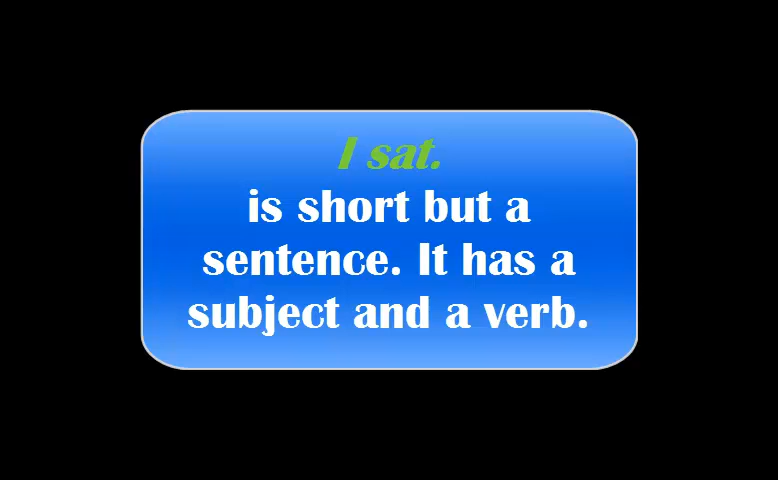 I sat.
is short but a
sentence. It has a
subject and a verb.